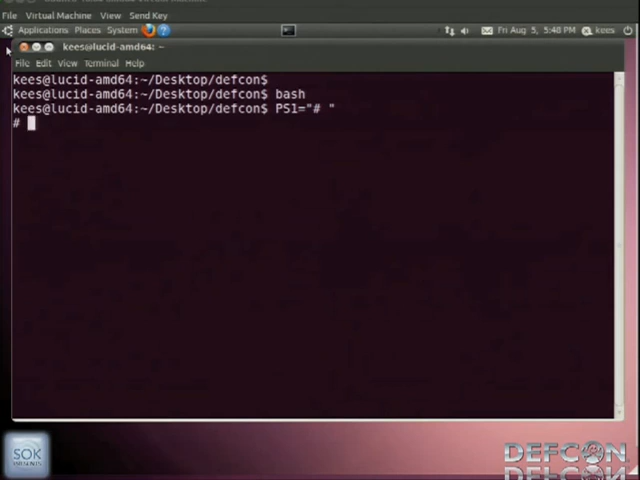 File Virtual Machine View Send Key
Applications Places System Fri Aug 5, 5:48 PM kees
kees@lucid-amd64: ~
File Edit View Terminal Help
kees@lucid-amd64:~/Desktop/defcon$
kees@lucid-amd64:~/Desktop/defcon$ bash
kees@lucid-amd64:~/Desktop/defcon$ PS1="# "
#
SOK
DEFCON